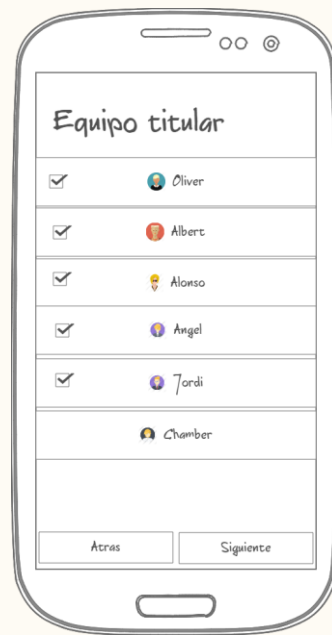 Equipo titular
Oliver
Albert
Alonso
Angel
Jordi
Chamber
Atras
Siguiente